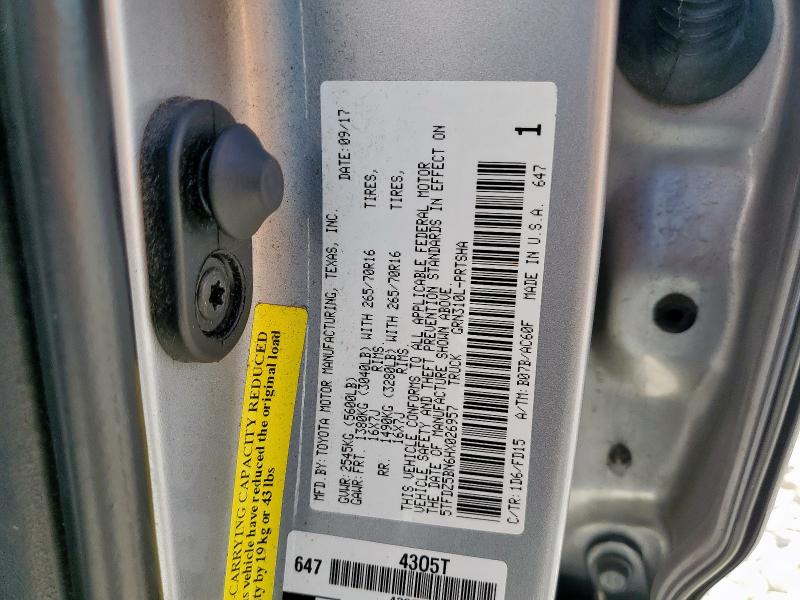 MFD.BY: TOYOTA MOTOR MANUFACTURING, TEXAS, INC. DATE: 09/17
GVWR: 2545KG (5600LB)
GAWR: FRT. 1380KG (3040LB) WITH 265/70R16 TIRES,
16X7J RIMS
RR. 1490KG (3280LB) WITH 265/70R16 TIRES,
16X7J RIMS
THIS VEHICLE CONFORMS TO ALL APPLICABLE FEDERAL MOTOR
VEHICLE SAFETY AND THEFT PREVENTION STANDARDS IN EFFECT ON
THE DATE OF MANUFACTURE SHOWN ABOVE.
5TFDZ5BN6HX026957 TRUCK GRN310L-PRTSHA
C/TR: 1D6/FD15 A/TM: B07B/AC60F MADE IN U.S.A. 647
1
CARRYING CAPACITY REDUCED
vehicle have reduced the original load
by 19 kg or 43 lbs
647 4305T